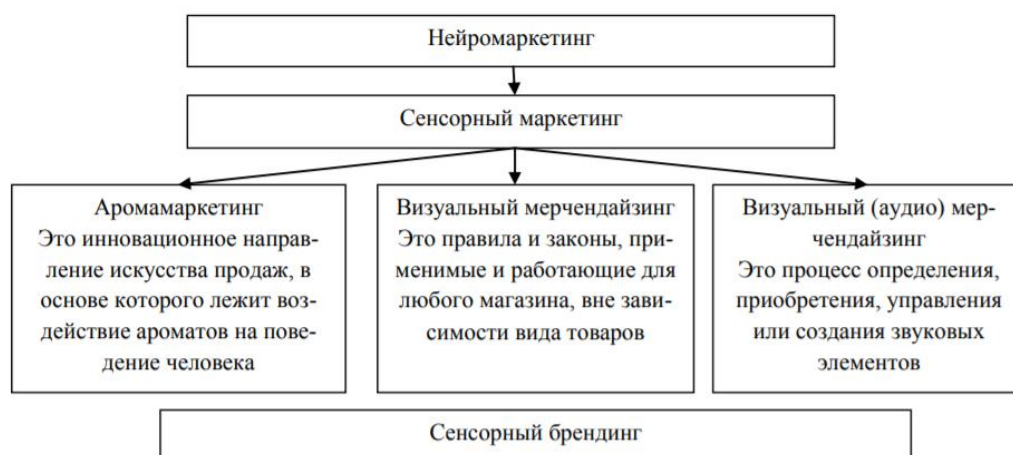 Нейромаркетинг
Сенсорный маркетинг
Аромамаркетинг
Это инновационное направ-
ление искусства продаж, в
основе которого лежит воз-
действие ароматов на пове-
дение человека
Визуальный мерчендайзинг
Это правила и законы, при-
менимые и работающие для
любого магазина, вне зави-
симости вида товаров
Визуальный (аудио) мер-
чендайзинг
Это процесс определения,
приобретения, управления
или создания звуковых
элементов
Сенсорный брендинг